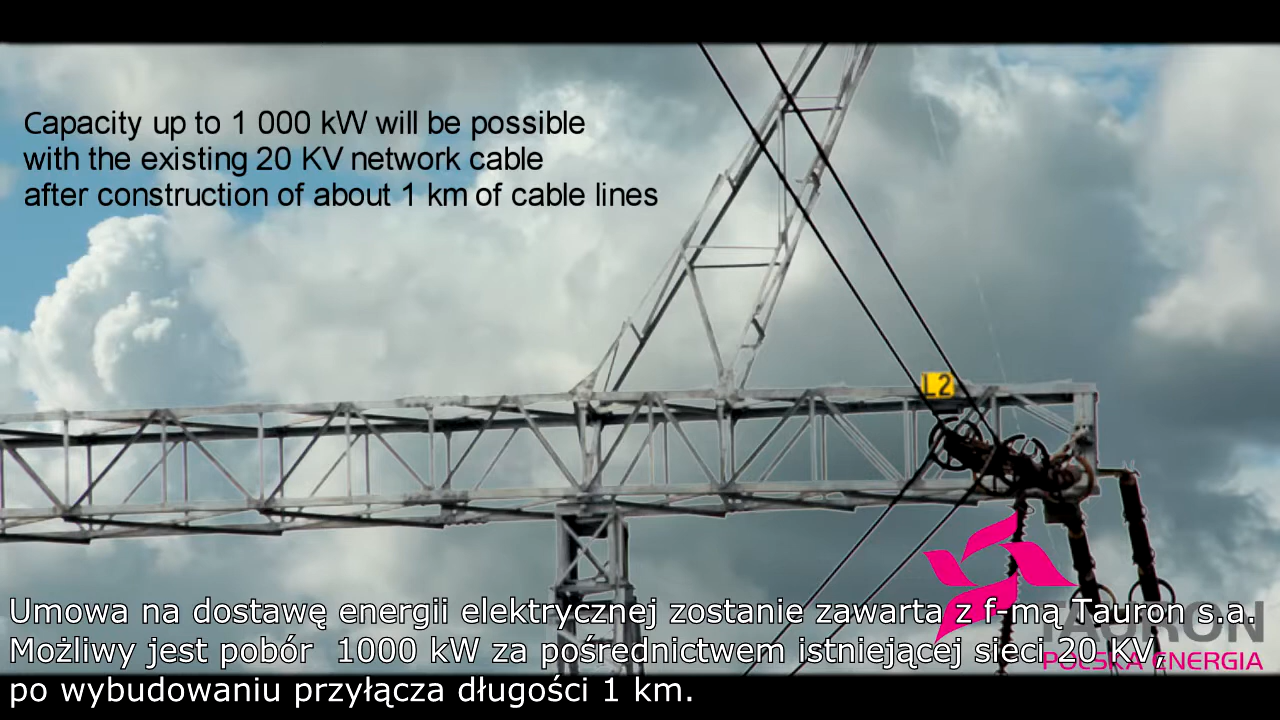 Capacity up to 1 000 kW will be possible
with the existing 20 KV network cable
after construction of about 1 km of cable lines
L2
TAURON
POLSKA ENERGIA
Umowa na dostawę energii elektrycznej zostanie zawarta z f-mą Tauron s.a.
Możliwy jest pobór  1000 kW za pośrednictwem istniejącej sieci 20 KV,
po wybudowaniu przyłącza długości 1 km.